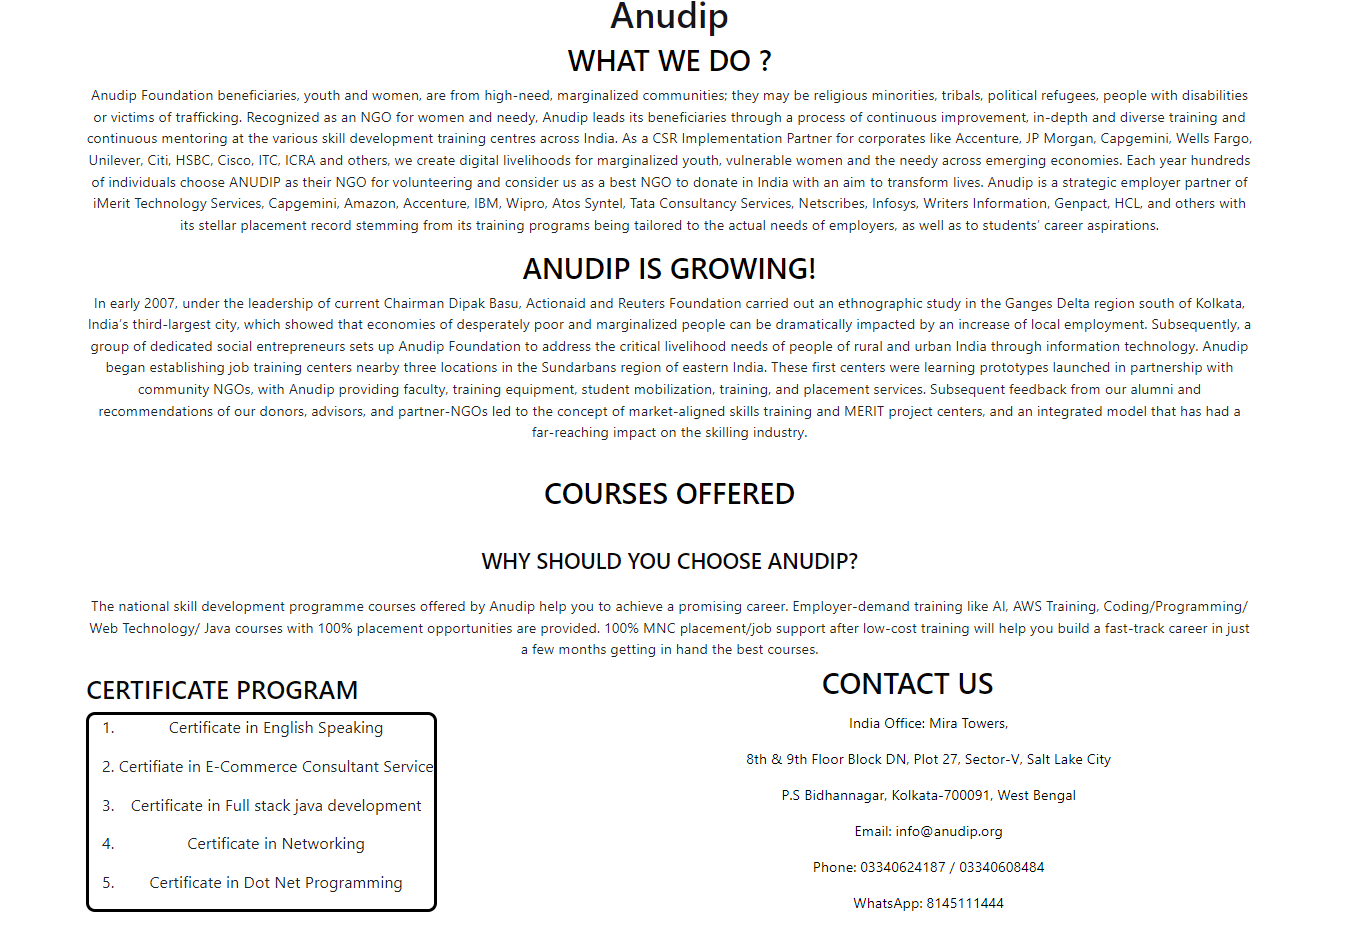 Anudip
WHAT WE DO ?
Anudip Foundation beneficiaries, youth and women, are from high-need, marginalized communities; they may be religious minorities, tribals, political refugees, people with disabilities
or victims of trafficking. Recognized as an NGO for women and needy, Anudip leads its beneficiaries through a process of continuous improvement, in-depth and diverse training and
continuous mentoring at the various skill development training centres across India. As a CSR Implementation Partner for corporates like Accenture, JP Morgan, Capgemini, Wells Fargo,
Unilever, Citi, HSBC, Cisco, ITC, ICRA and others, we create digital livelihoods for marginalized youth, vulnerable women and the needy across emerging economies. Each year hundreds
of individuals choose ANUDIP as their NGO for volunteering and consider us as a best NGO to donate in India with an aim to transform lives. Anudip is a strategic employer partner of
iMerit Technology Services, Capgemini, Amazon, Accenture, IBM, Wipro, Atos Syntel, Tata Consultancy Services, Netscribes, Infosys, Writers Information, Genpact, HCL, and others with
its stellar placement record stemming from its training programs being tailored to the actual needs of employers, as well as to students’ career aspirations.
ANUDIP IS GROWING!
In early 2007, under the leadership of current Chairman Dipak Basu, Actionaid and Reuters Foundation carried out an ethnographic study in the Ganges Delta region south of Kolkata,
India’s third-largest city, which showed that economies of desperately poor and marginalized people can be dramatically impacted by an increase of local employment. Subsequently, a
group of dedicated social entrepreneurs sets up Anudip Foundation to address the critical livelihood needs of people of rural and urban India through information technology. Anudip
began establishing job training centers nearby three locations in the Sundarbans region of eastern India. These first centers were learning prototypes launched in partnership with
community NGOs, with Anudip providing faculty, training equipment, student mobilization, training, and placement services. Subsequent feedback from our alumni and
recommendations of our donors, advisors, and partner-NGOs led to the concept of market-aligned skills training and MERIT project centers, and an integrated model that has had a
far-reaching impact on the skilling industry.
COURSES OFFERED
WHY SHOULD YOU CHOOSE ANUDIP?
The national skill development programme courses offered by Anudip help you to achieve a promising career. Employer-demand training like AI, AWS Training, Coding/Programming/
Web Technology/ Java courses with 100% placement opportunities are provided. 100% MNC placement/job support after low-cost training will help you build a fast-track career in just
a few months getting in hand the best courses.
CERTIFICATE PROGRAM
1. Certificate in English Speaking
2. Certifiate in E-Commerce Consultant Service
3. Certificate in Full stack java development
4. Certificate in Networking
5. Certificate in Dot Net Programming
CONTACT US
India Office: Mira Towers,
8th & 9th Floor Block DN, Plot 27, Sector-V, Salt Lake City
P.S Bidhannagar, Kolkata-700091, West Bengal
Email: info@anudip.org
Phone: 03340624187 / 03340608484
WhatsApp: 8145111444